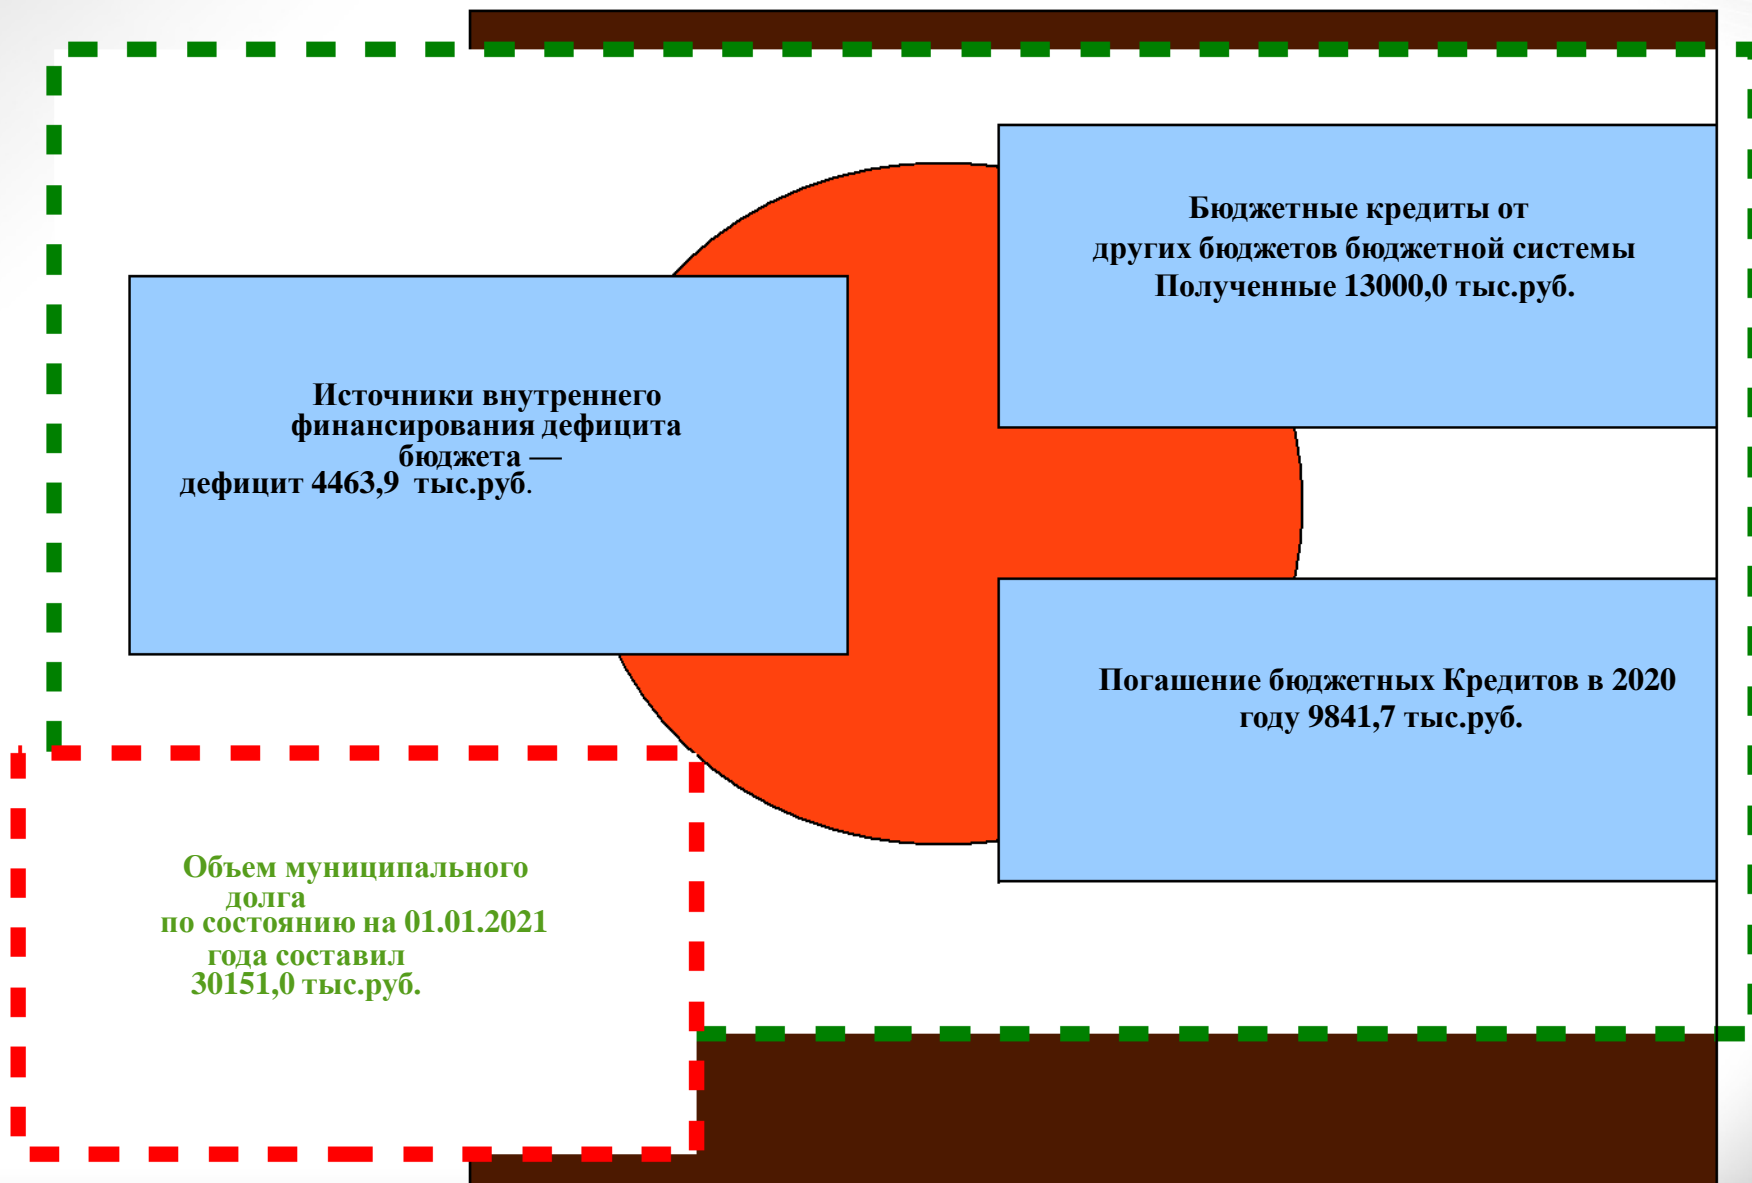 Бюджетные кредиты от
других бюджетов бюджетной системы
Полученные 13000,0 тыс.руб.
Источники внутреннего
финансирования дефицита
бюджета —
дефицит 4463,9 тыс.руб.
Погашение бюджетных Кредитов в 2020
году 9841,7 тыс.руб.
Объем муниципального
долга
по состоянию на 01.01.2021
года составил
30151,0 тыс.руб.